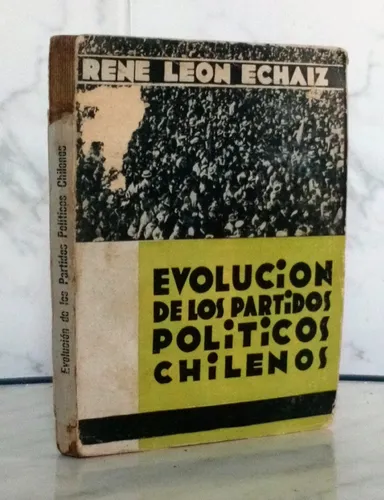 RENE LEON ECHAIZ
EVOLUCiON
DE LOS PARTiDOS
POLiTiCOS
CHiLENOS
Evolución de los Partidos Políticos Chilenos